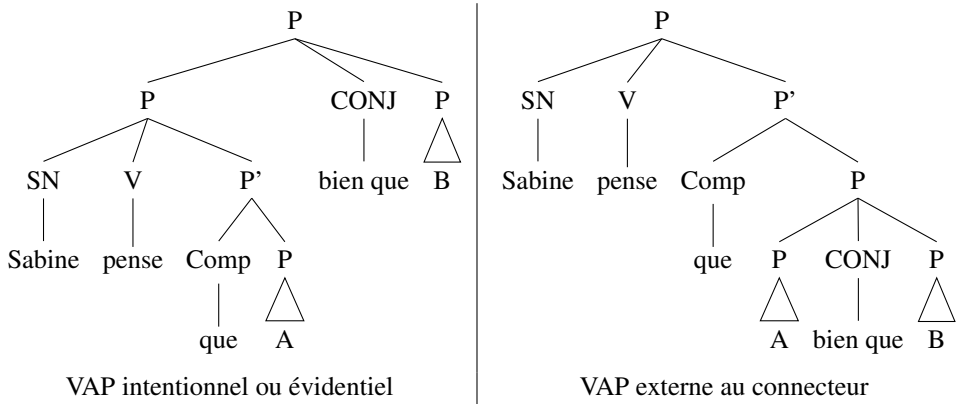 P
P CONJ P
SN V P' bien que B
Sabine pense Comp P
que A
VAP intentionnel ou évidentiel
P
SN V P'
Sabine pense Comp P
que P CONJ P
A bien que B
VAP externe au connecteur